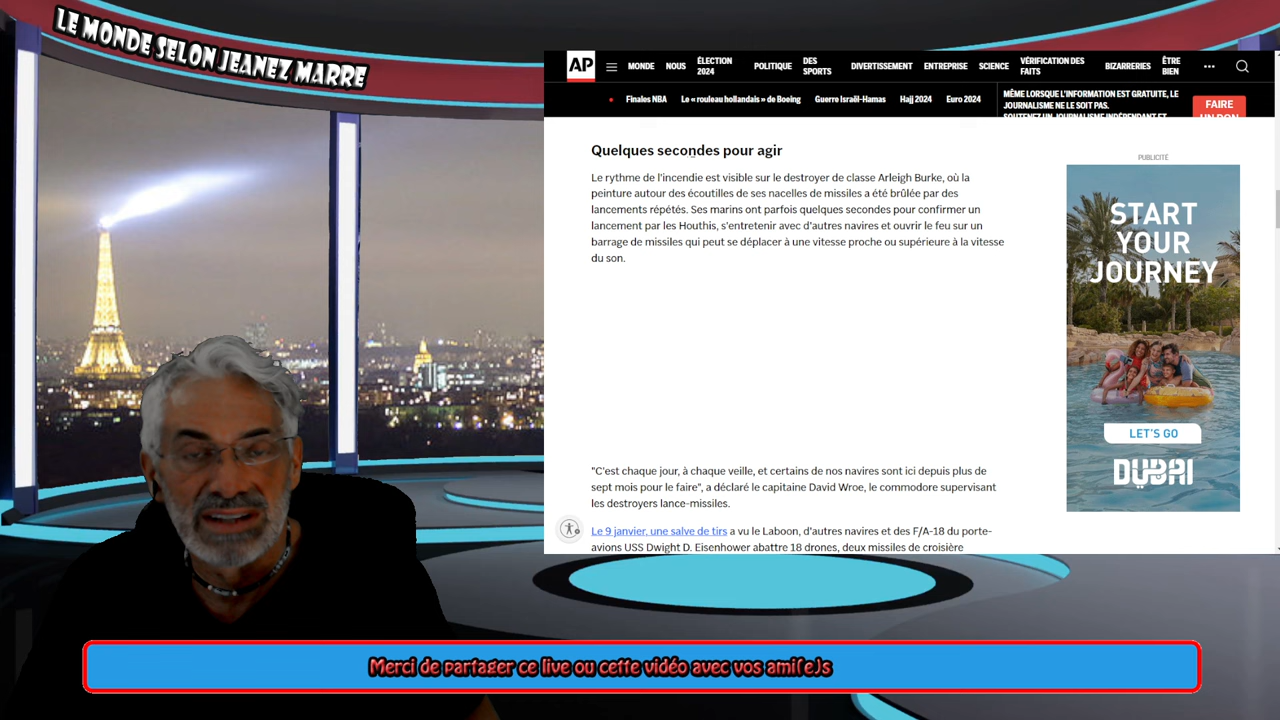 LE MONDE SELON JEANEZ MARRE
AP
MONDE
NOUS
ÉLECTION
2024
POLITIQUE
DES
SPORTS
DIVERTISSEMENT
ENTREPRISE
SCIENCE
VÉRIFICATION DES
FAITS
BIZARRERIES
ÊTRE
BIEN
Finales NBA
Le « rouleau hollandais » de Boeing
Guerre Israël-Hamas
Hajj 2024
Euro 2024
MÊME LORSQUE L'INFORMATION EST GRATUITE, LE
JOURNALISME NE LE SOIT PAS.
SOUTENEZ UN JOURNALISME INDÉPENDANT ET
FAIRE
UN DON
Quelques secondes pour agir
Le rythme de l'incendie est visible sur le destroyer de classe Arleigh Burke, où la
peinture autour des écoutilles de ses nacelles de missiles a été brûlée par des
lancements répétés. Ses marins ont parfois quelques secondes pour confirmer un
lancement par les Houthis, s'entretenir avec d'autres navires et ouvrir le feu sur un
barrage de missiles qui peut se déplacer à une vitesse proche ou supérieure à la vitesse
du son.
"C'est chaque jour, à chaque veille, et certains de nos navires sont ici depuis plus de
sept mois pour le faire", a déclaré le capitaine David Wroe, le commodore supervisant
les destroyers lance-missiles.
Le 9 janvier, une salve de tirs a vu le Laboon, d'autres navires et des F/A-18 du porte-
avions USS Dwight D. Eisenhower abattre 18 drones, deux missiles de croisière
PUBLICITÉ
START
YOUR
JOURNEY
LET'S GO
DUBAI
Merci de partager ce live ou cette vidéo avec vos ami(e)s